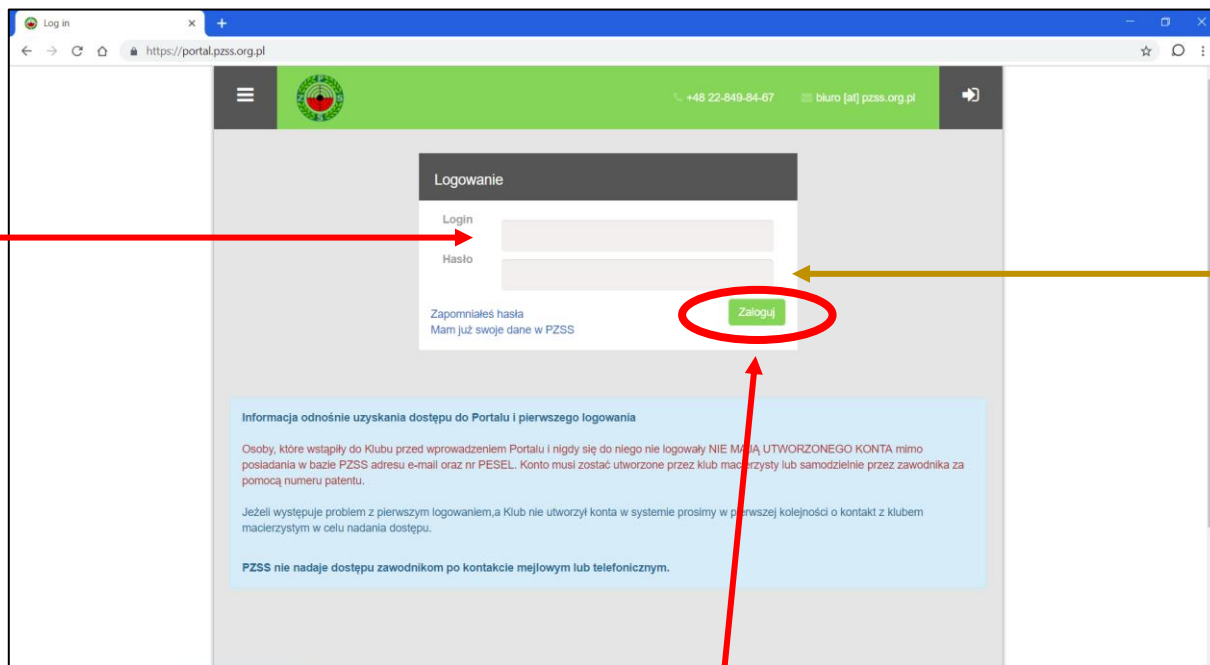 Log in
https://portal.pzss.org.pl
+48 22-849-84-67 biuro [at] pzss.org.pl
Logowanie
Login
Hasło
Zapomniałeś hasła
Zaloguj
Mam już swoje dane w PZSS
Informacja odnośnie uzyskania dostępu do Portalu i pierwszego logowania
Osoby, które wstąpiły do Klubu przed wprowadzeniem Portalu i nigdy się do niego nie logowały NIE MAJĄ UTWORZONEGO KONTA mimo
posiadania w bazie PZSS adresu e-mail oraz nr PESEL. Konto musi zostać utworzone przez klub macierzysty lub samodzielnie przez zawodnika za
pomocą numeru patentu.
Jeżeli występuje problem z pierwszym logowaniem,a Klub nie utworzył konta w systemie prosimy w pierwszej kolejności o kontakt z klubem
macierzystym w celu nadania dostępu.
PZSS nie nadaje dostępu zawodnikom po kontakcie mejlowym lub telefonicznym.